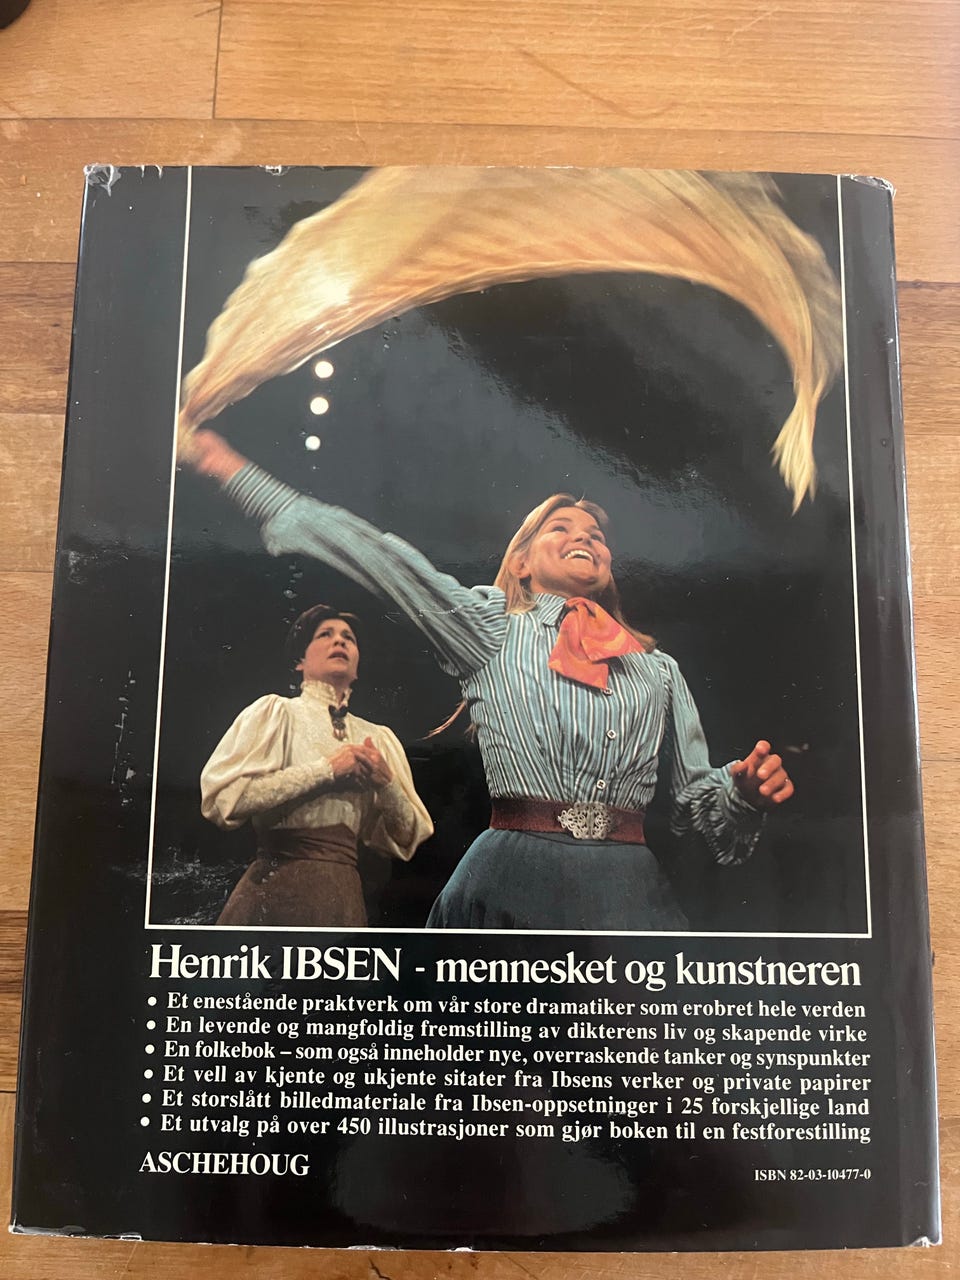 Henrik IBSEN - mennesket og kunstneren
• Et enestående praktverk om vår store dramatiker som erobret hele verden
• En levende og mangfoldig fremstilling av dikterens liv og skapende virke
• En folkebok – som også inneholder nye, overraskende tanker og synspunkter
• Et vell av kjente og ukjente sitater fra Ibsens verker og private papirer
• Et storslått billedmateriale fra Ibsen-oppsetninger i 25 forskjellige land
• Et utvalg på over 450 illustrasjoner som gjør boken til en festforestilling
ASCHEHOUG
ISBN 82-03-10477-0